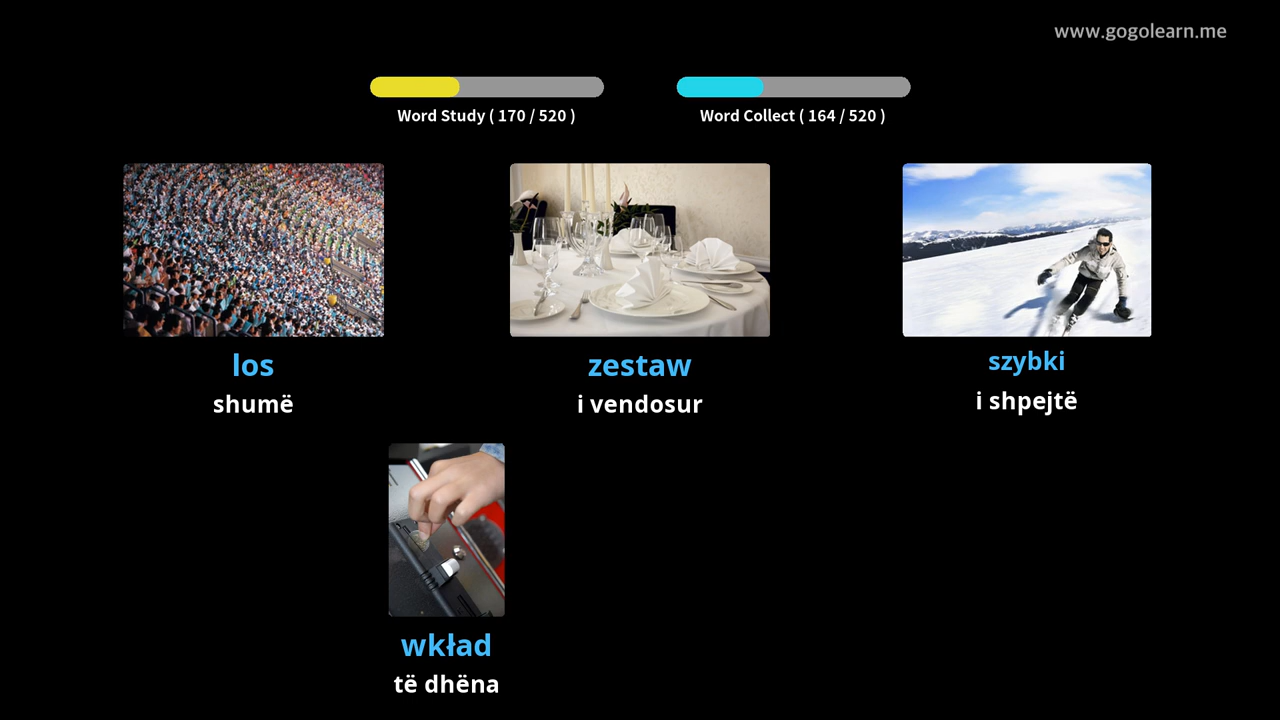 www.gogolearn.me
Word Study ( 170 / 520 )
Word Collect ( 164 / 520 )
los
shumë
zestaw
i vendosur
szybki
i shpejtë
wkład
të dhëna